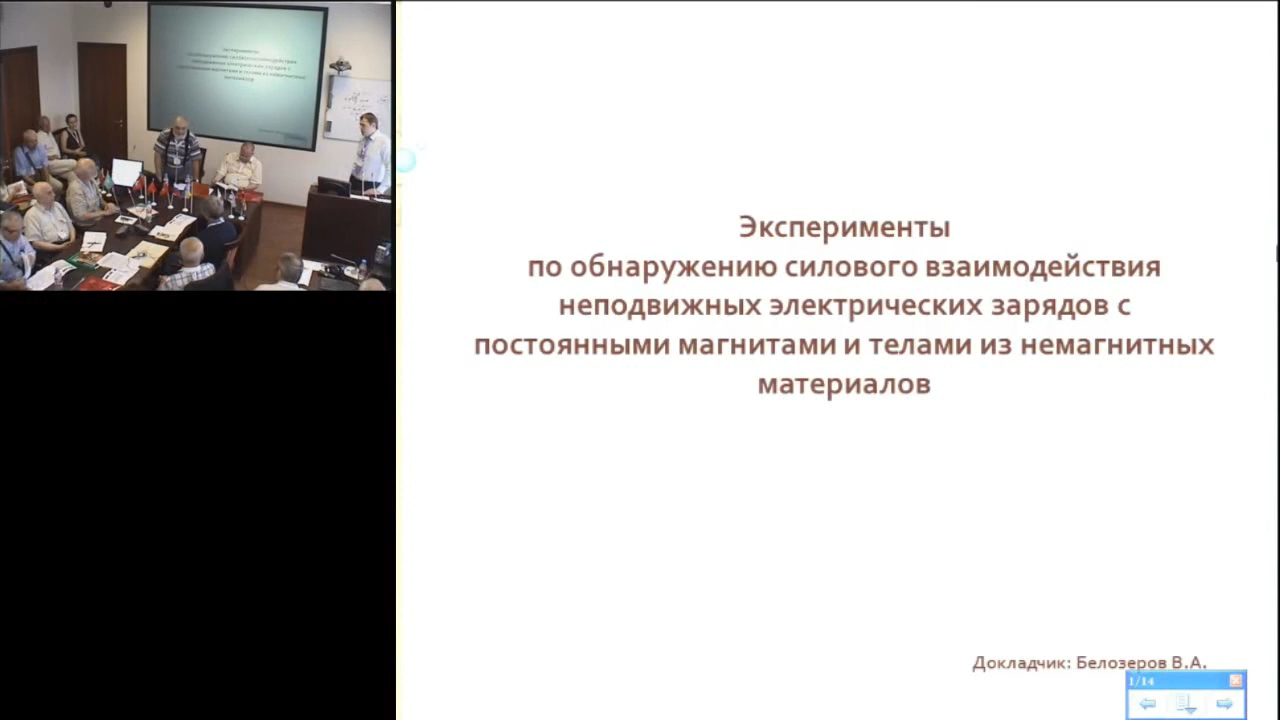 Эксперименты
по обнаружению силового взаимодействия
неподвижных электрических зарядов с
постоянными магнитами и телами из немагнитных
материалов
Докладчик: Белозеров В.А.
1/14